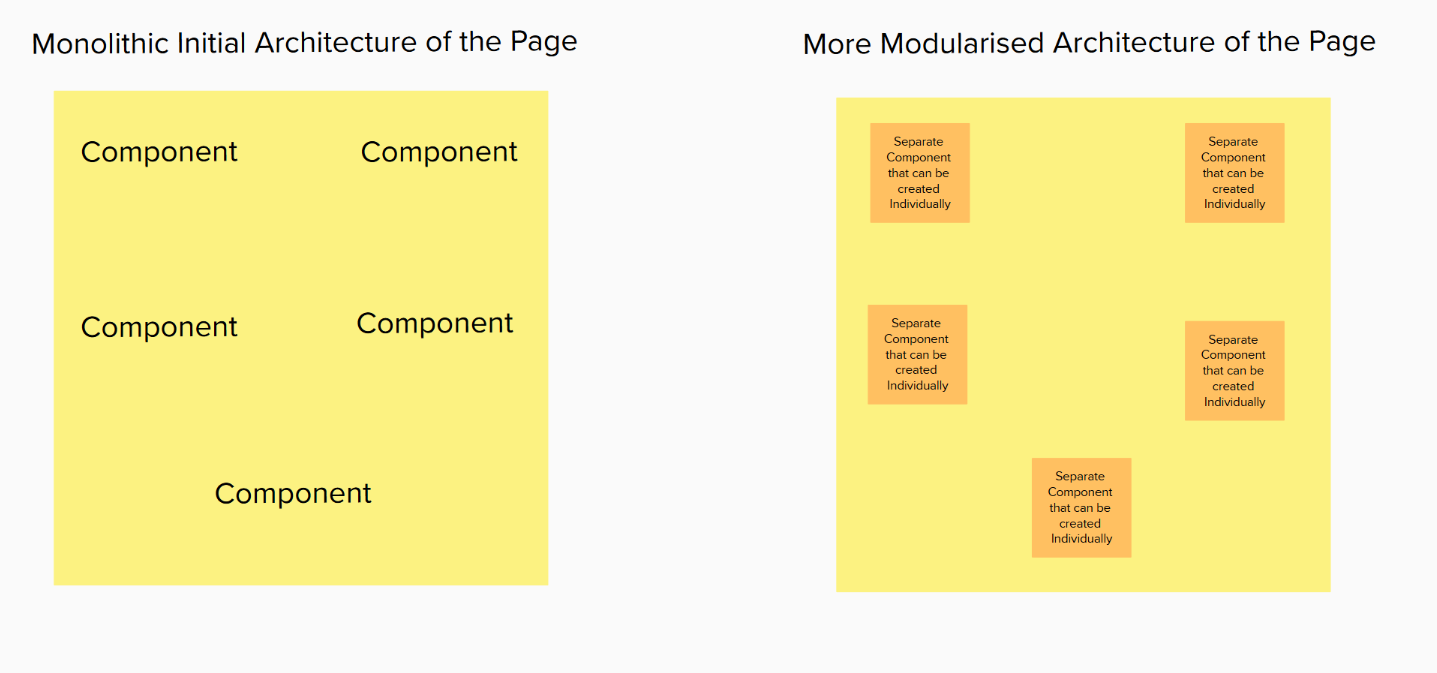 Monolithic Initial Architecture of the Page
Component
Component
Component
Component
Component
More Modularised Architecture of the Page
Separate
Component
that can be
created
Individually
Separate
Component
that can be
created
Individually
Separate
Component
that can be
created
Individually
Separate
Component
that can be
created
Individually
Separate
Component
that can be
created
Individually